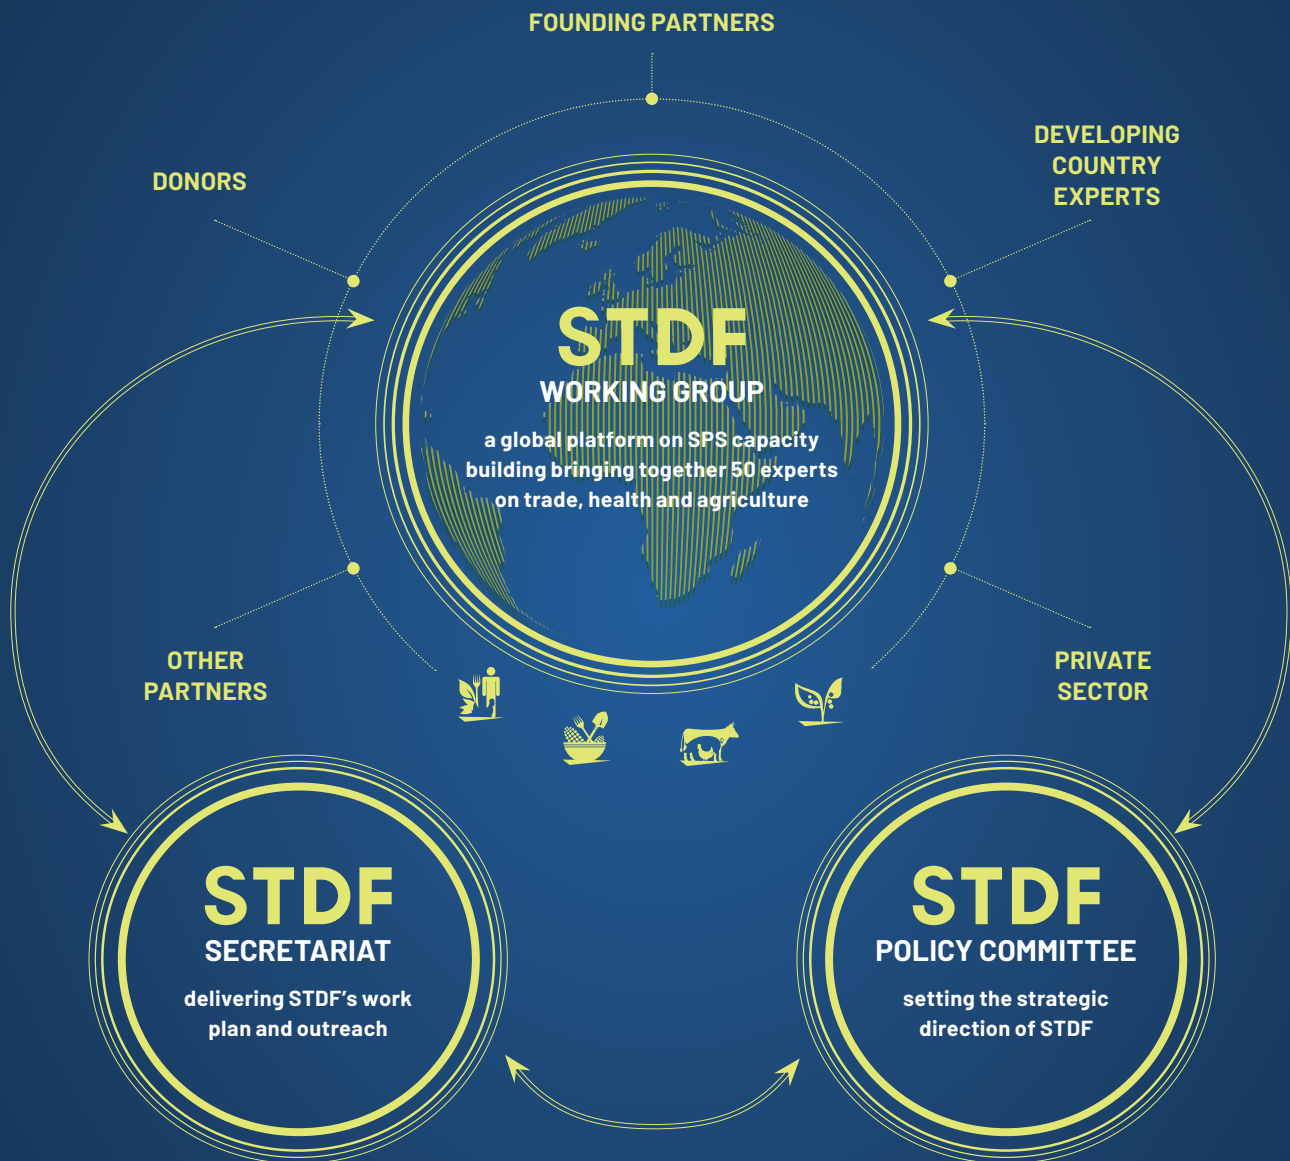 FOUNDING PARTNERS
DONORS
DEVELOPING
COUNTRY
EXPERTS
STDF
WORKING GROUP
a global platform on SPS capacity
building bringing together 50 experts
on trade, health and agriculture
OTHER
PARTNERS
PRIVATE
SECTOR
STDF
SECRETARIAT
delivering STDF’s work
plan and outreach
STDF
POLICY COMMITTEE
setting the strategic
direction of STDF